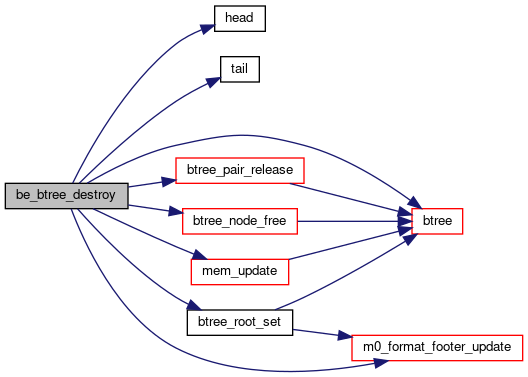 head
tail
btree_pair_release
be_btree_destroy
btree_node_free
btree
mem_update
btree_root_set
m0_format_footer_update